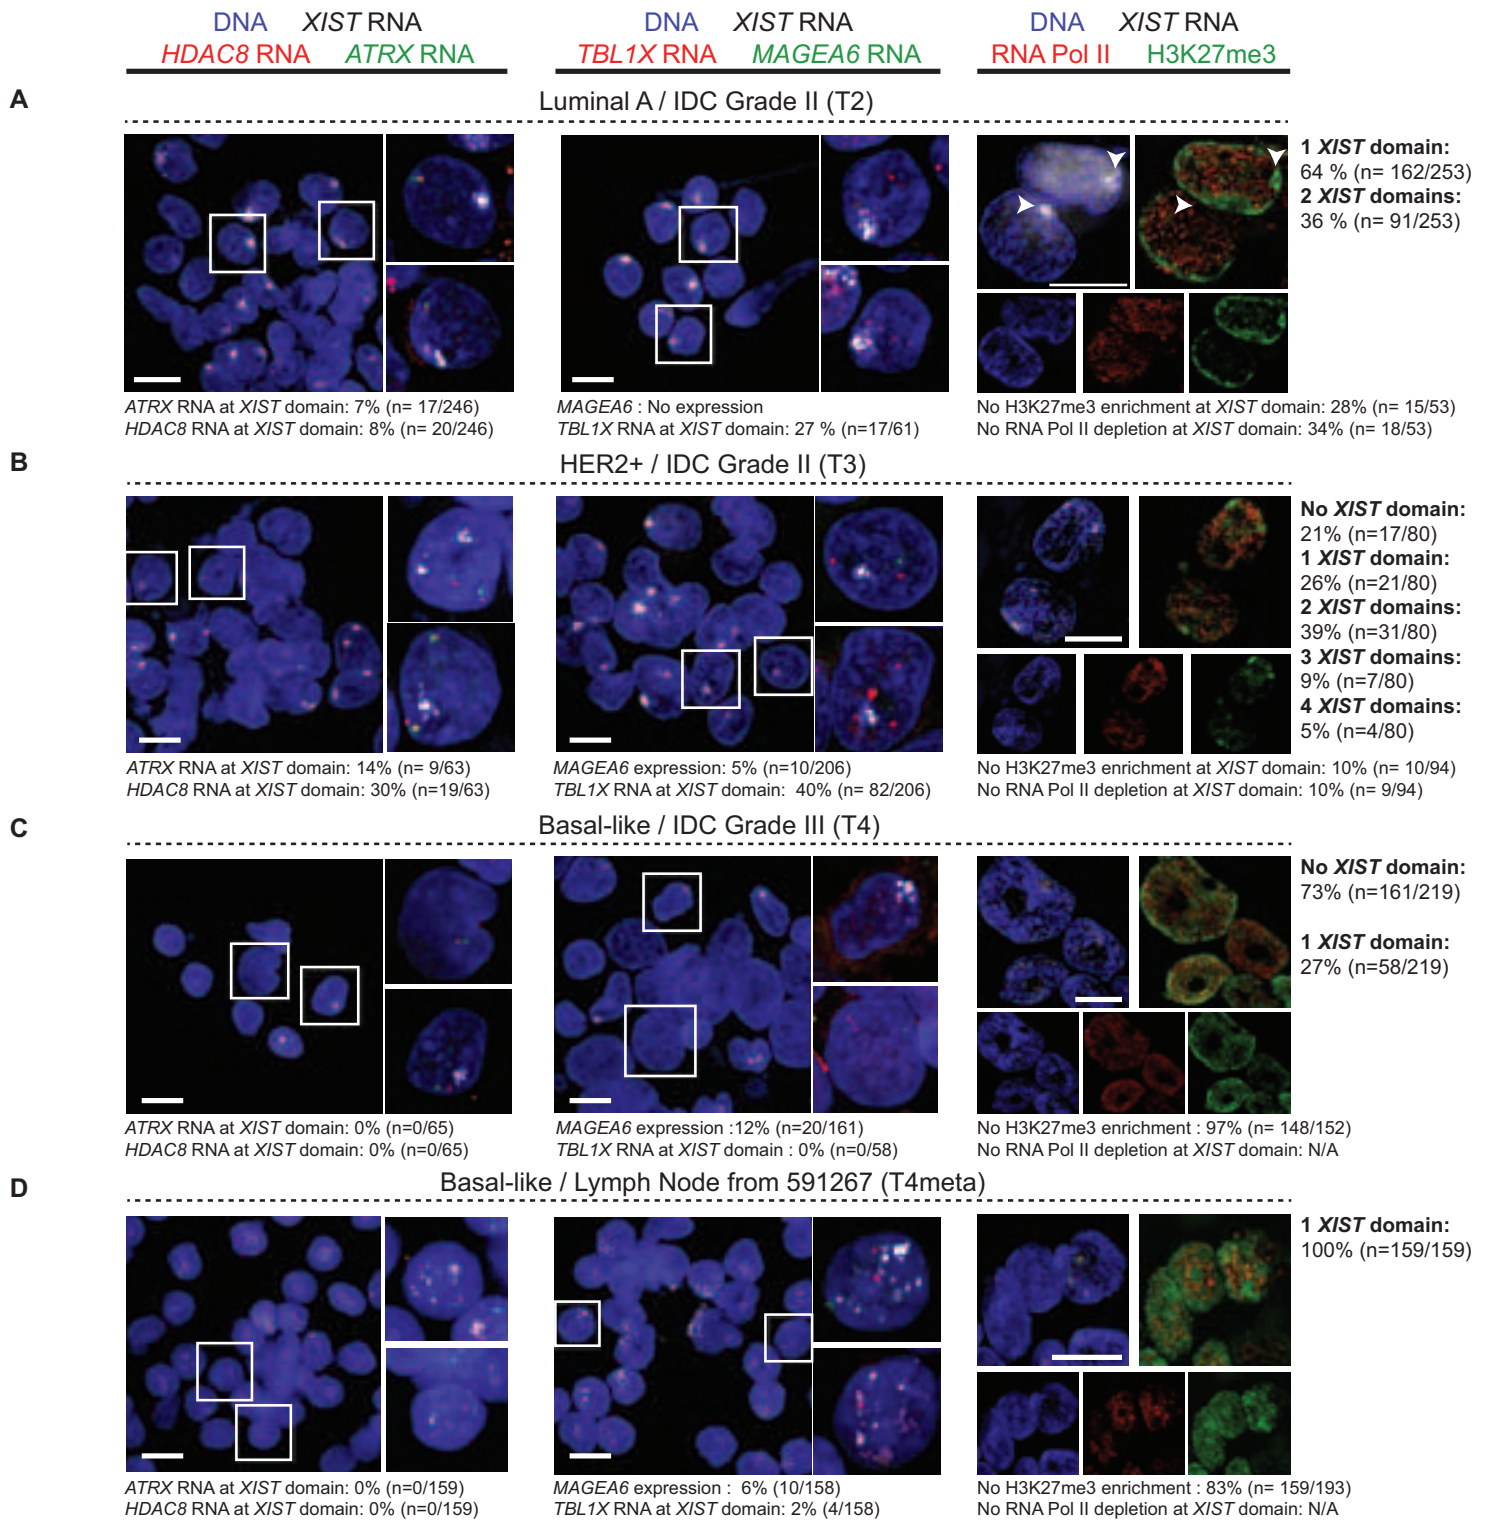 DNA XIST RNA
HDAC8 RNA ATRX RNA
DNA XIST RNA
TBL1X RNA MAGEA6 RNA
DNA XIST RNA
RNA Pol II H3K27me3
A
Luminal A / IDC Grade II (T2)
1 XIST domain:
64 % (n= 162/253)
2 XIST domains:
36 % (n= 91/253)
ATRX RNA at XIST domain: 7% (n= 17/246)
HDAC8 RNA at XIST domain: 8% (n= 20/246)
MAGEA6 : No expression
TBL1X RNA at XIST domain: 27 % (n=17/61)
No H3K27me3 enrichment at XIST domain: 28% (n= 15/53)
No RNA Pol II depletion at XIST domain: 34% (n= 18/53)
B
HER2+ / IDC Grade II (T3)
No XIST domain:
21% (n=17/80)
1 XIST domain:
26% (n=21/80)
2 XIST domains:
39% (n=31/80)
3 XIST domains:
9% (n=7/80)
4 XIST domains:
5% (n=4/80)
ATRX RNA at XIST domain: 14% (n= 9/63)
HDAC8 RNA at XIST domain: 30% (n=19/63)
MAGEA6 expression: 5% (n=10/206)
TBL1X RNA at XIST domain: 40% (n= 82/206)
No H3K27me3 enrichment at XIST domain: 10% (n= 10/94)
No RNA Pol II depletion at XIST domain: 10% (n= 9/94)
C
Basal-like / IDC Grade III (T4)
No XIST domain:
73% (n=161/219)
1 XIST domain:
27% (n=58/219)
ATRX RNA at XIST domain: 0% (n=0/65)
HDAC8 RNA at XIST domain: 0% (n=0/65)
MAGEA6 expression :12% (n=20/161)
TBL1X RNA at XIST domain : 0% (n=0/58)
No H3K27me3 enrichment : 97% (n= 148/152)
No RNA Pol II depletion at XIST domain: N/A
D
Basal-like / Lymph Node from 591267 (T4meta)
1 XIST domain:
100% (n=159/159)
ATRX RNA at XIST domain: 0% (n=0/159)
HDAC8 RNA at XIST domain: 0% (n=0/159)
MAGEA6 expression : 6% (10/158)
TBL1X RNA at XIST domain: 2% (4/158)
No H3K27me3 enrichment : 83% (n= 159/193)
No RNA Pol II depletion at XIST domain: N/A